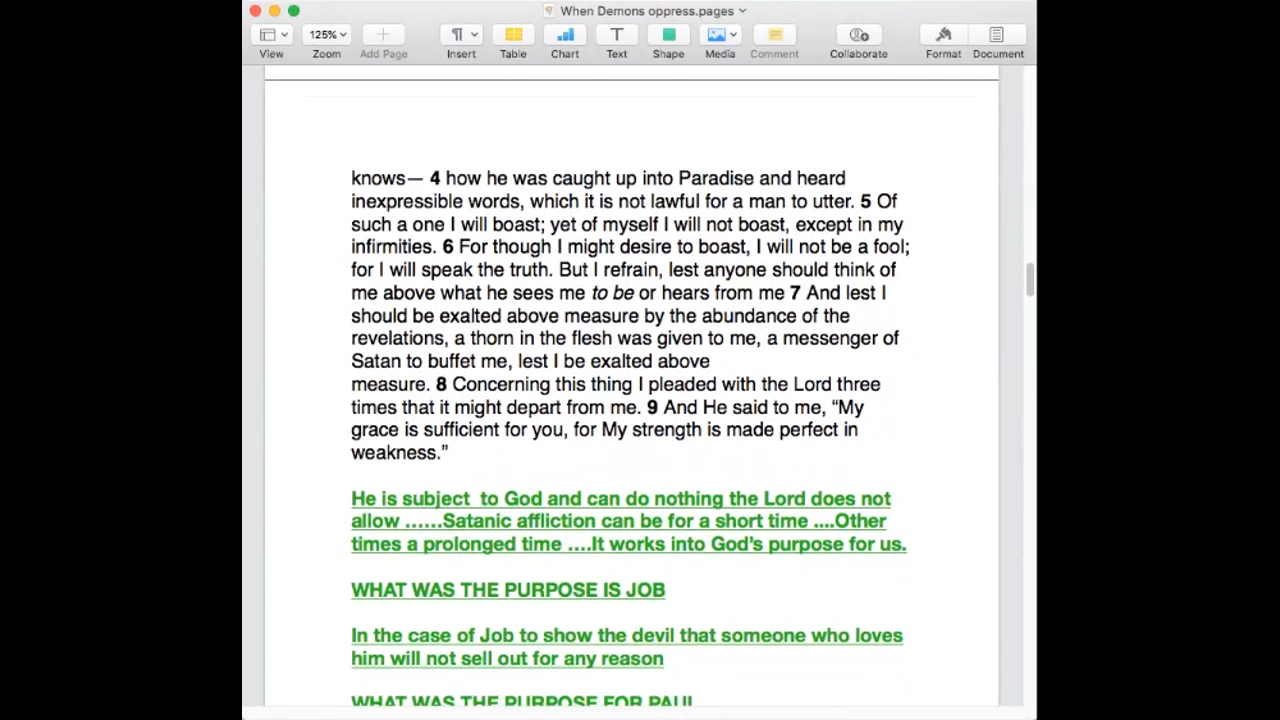 When Demons oppress.pages
125%
View Zoom Add Page Insert Table Chart Text Shape Media Comment Collaborate Format Document
knows— 4 how he was caught up into Paradise and heard
inexpressible words, which it is not lawful for a man to utter. 5 Of
such a one I will boast; yet of myself I will not boast, except in my
infirmities. 6 For though I might desire to boast, I will not be a fool;
for I will speak the truth. But I refrain, lest anyone should think of
me above what he sees me to be or hears from me 7 And lest I
should be exalted above measure by the abundance of the
revelations, a thorn in the flesh was given to me, a messenger of
Satan to buffet me, lest I be exalted above
measure. 8 Concerning this thing I pleaded with the Lord three
times that it might depart from me. 9 And He said to me, “My
grace is sufficient for you, for My strength is made perfect in
weakness.”
He is subject  to God and can do nothing the Lord does not
allow ……Satanic affliction can be for a short time ....Other
times a prolonged time ….It works into God’s purpose for us.
WHAT WAS THE PURPOSE IS JOB
In the case of Job to show the devil that someone who loves
him will not sell out for any reason
WHAT WAS THE PURPOSE FOR PAUL